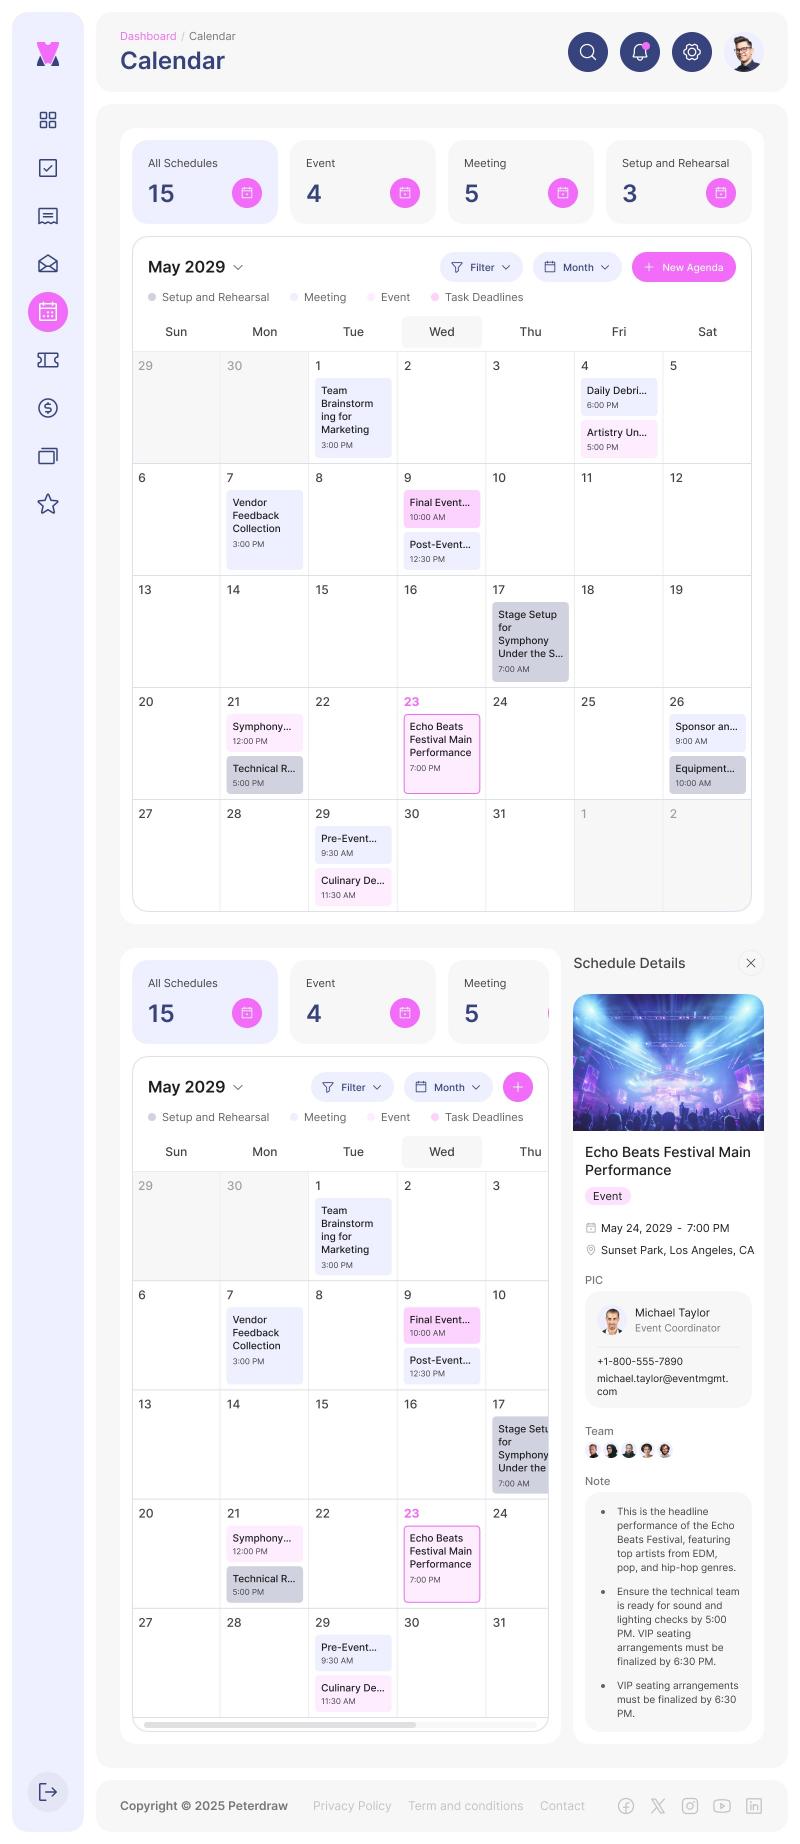 Dashboard / Calendar
Calendar
All Schedules
15
Event
4
Meeting
5
Setup and Rehearsal
3
May 2029
Filter
Month
New Agenda
Setup and Rehearsal Meeting Event Task Deadlines
Sun Mon Tue Wed Thu Fri Sat
29 30 1 2 3 4 5
Team
Brainstorm
ing for
Marketing
3:00 PM
Daily Debri...
6:00 PM
Artistry Un...
5:00 PM
6 7 8 9 10 11 12
Vendor
Feedback
Collection
3:00 PM
Final Event...
10:00 AM
Post-Event...
12:30 PM
13 14 15 16 17 18 19
Stage Setup
for
Symphony
Under the S...
7:00 AM
20 21 22 23 24 25 26
Symphony...
12:00 PM
Technical R...
5:00 PM
Echo Beats
Festival Main
Performance
7:00 PM
Sponsor an...
9:00 AM
Equipment...
10:00 AM
27 28 29 30 31 1 2
Pre-Event...
9:30 AM
Culinary De...
11:30 AM
All Schedules
15
Event
4
Meeting
5
May 2029
Filter
Month
Setup and Rehearsal Meeting Event Task Deadlines
Sun Mon Tue Wed Thu
29 30 1 2 3
Team
Brainstorm
ing for
Marketing
3:00 PM
6 7 8 9 10
Vendor
Feedback
Collection
3:00 PM
Final Event...
10:00 AM
Post-Event...
12:30 PM
13 14 15 16 17
Stage Setu
for
Symphony
Under the
7:00 AM
20 21 22 23 24
Symphony...
12:00 PM
Technical R...
5:00 PM
Echo Beats
Festival Main
Performance
7:00 PM
27 28 29 30 31
Pre-Event...
9:30 AM
Culinary De...
11:30 AM
Schedule Details
Echo Beats Festival Main
Performance
Event
May 24, 2029 - 7:00 PM
Sunset Park, Los Angeles, CA
PIC
Michael Taylor
Event Coordinator
+1-800-555-7890
michael.taylor@eventmgmt.
com
Team
Note
• This is the headline
performance of the Echo
Beats Festival, featuring
top artists from EDM,
pop, and hip-hop genres.
• Ensure the technical team
is ready for sound and
lighting checks by 5:00
PM. VIP seating
arrangements must be
finalized by 6:30 PM.
• VIP seating arrangements
must be finalized by 6:30
PM.
Copyright © 2025 Peterdraw
Privacy Policy
Term and conditions
Contact